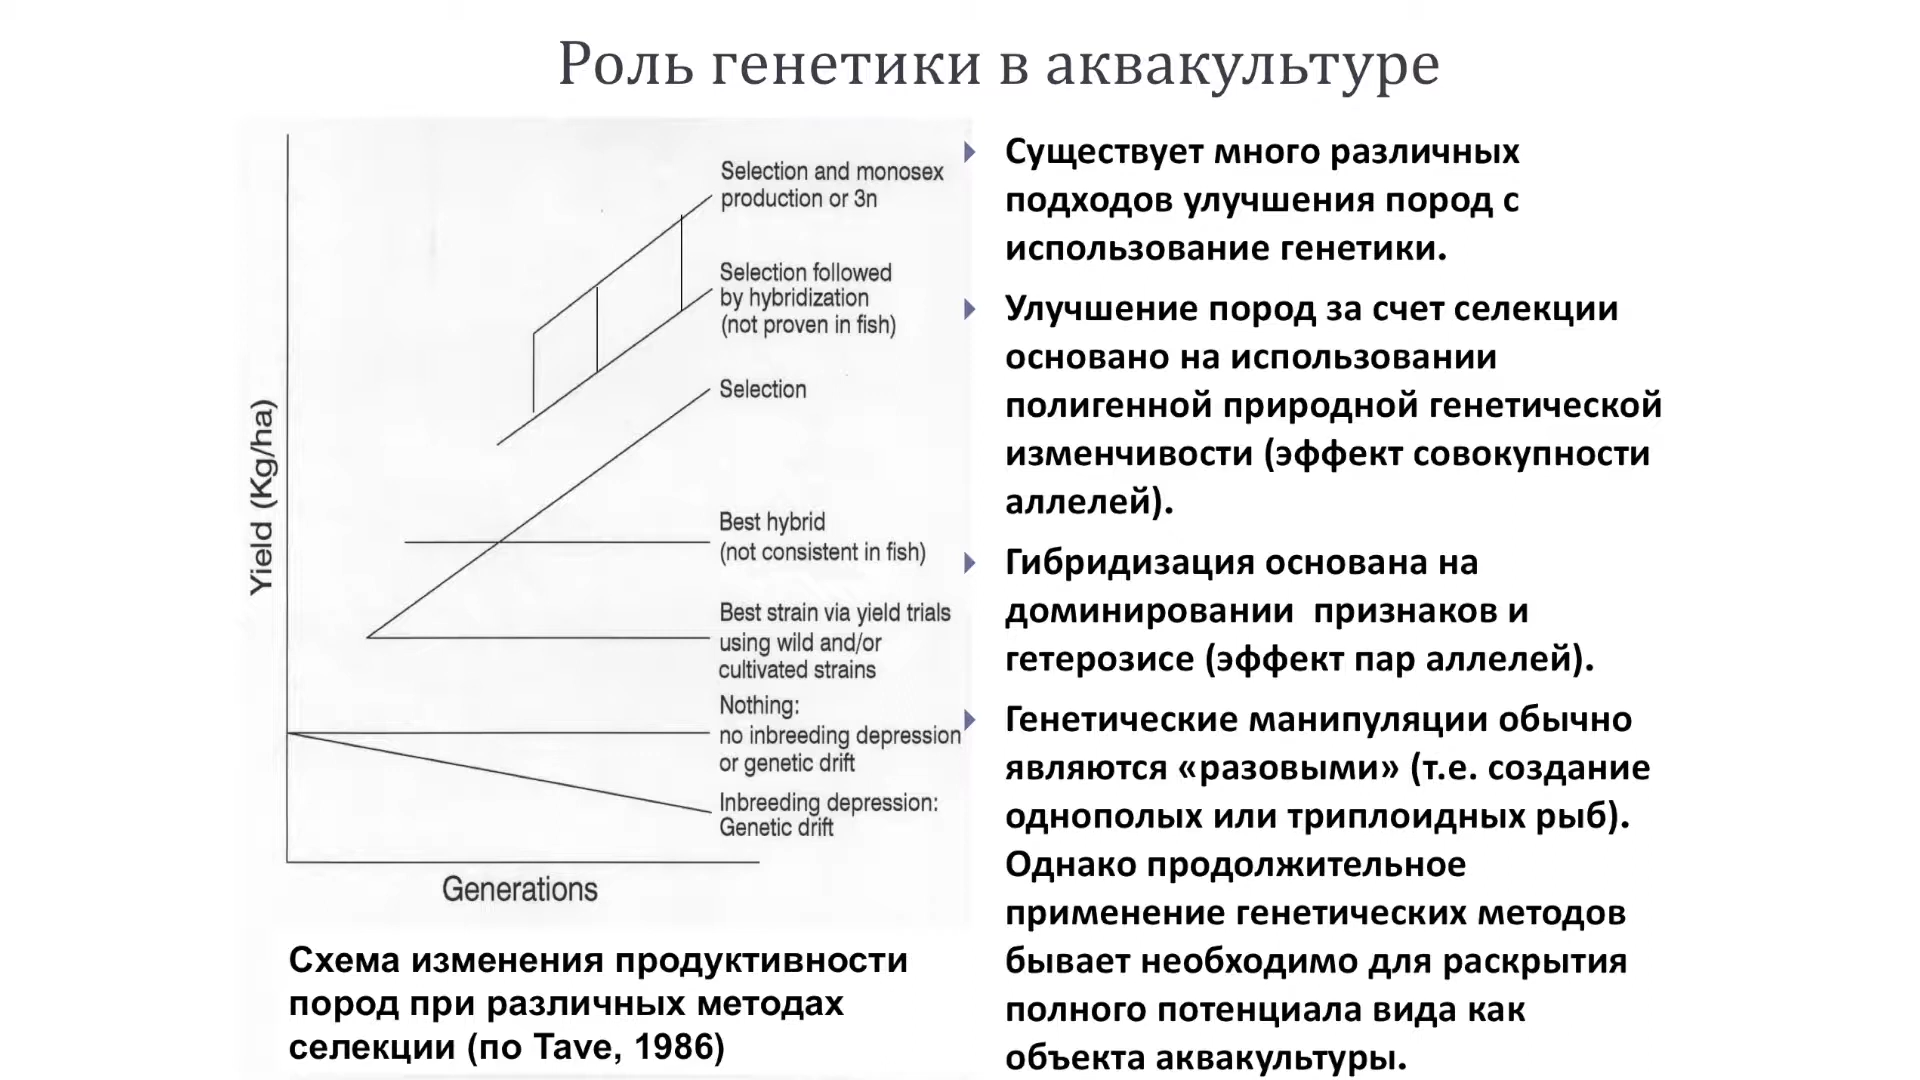 Роль генетики в аквакультуре
Yield (Kg/ha)
Selection and monosex
production or 3n
Selection followed
by hybridization
(not proven in fish)
Selection
Best hybrid
(not consistent in fish)
Best strain via yield trials
using wild and/or
cultivated strains
Nothing:
no inbreeding depression
or genetic drift
Inbreeding depression:
Genetic drift
Generations
Схема изменения продуктивности
пород при различных методах
селекции (по Tave, 1986)
Существует много различных
подходов улучшения пород с
использование генетики.
Улучшение пород за счет селекции
основано на использовании
полигенной природной генетической
изменчивости (эффект совокупности
аллелей).
Гибридизация основана на
доминировании признаков и
гетерозисе (эффект пар аллелей).
Генетические манипуляции обычно
являются «разовыми» (т.е. создание
однополых или триплоидных рыб).
Однако продолжительное
применение генетических методов
бывает необходимо для раскрытия
полного потенциала вида как
объекта аквакультуры.